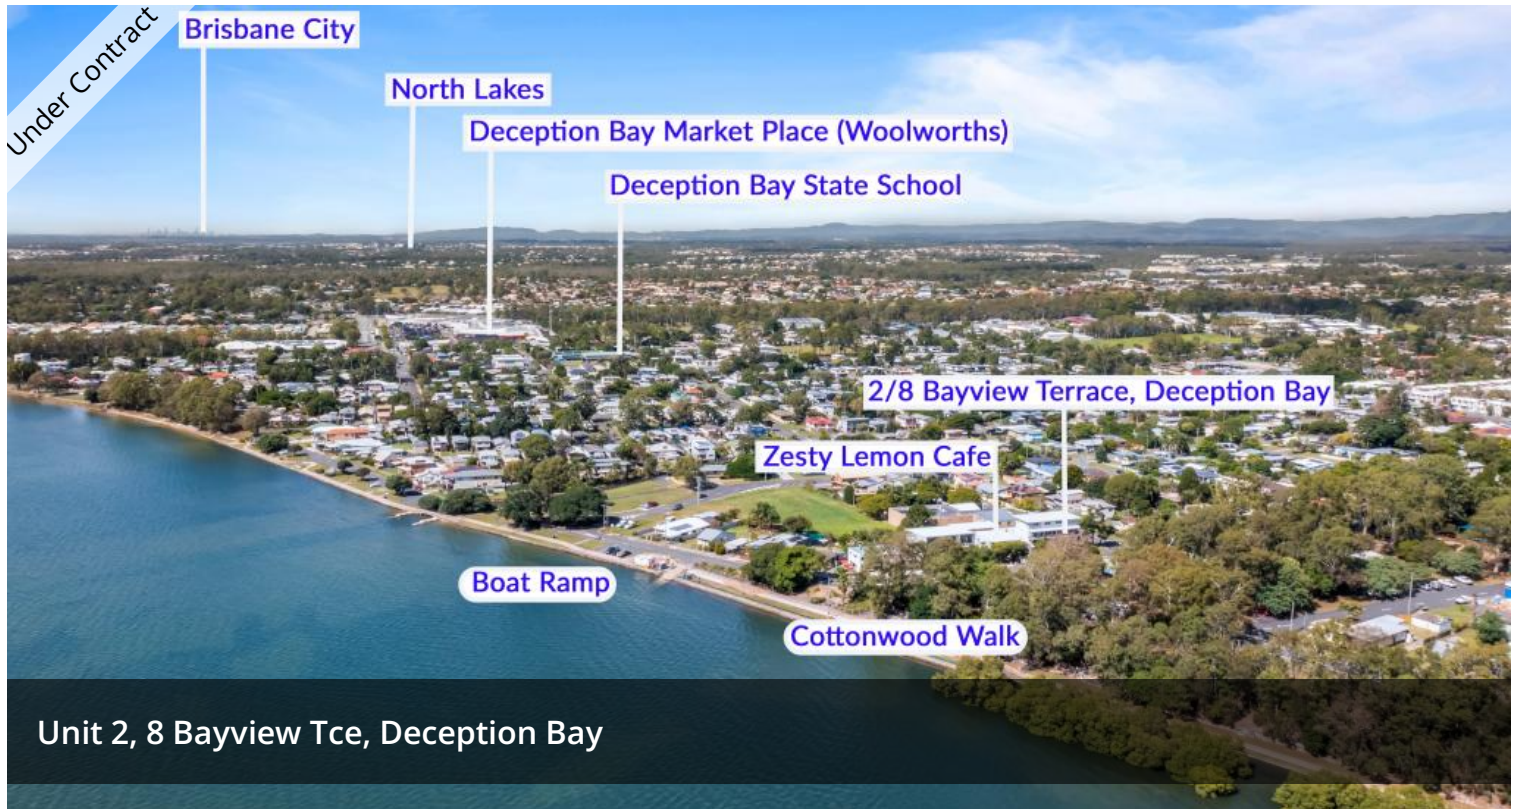 Under Contract
Brisbane City
North Lakes
Deception Bay Market Place (Woolworths)
Deception Bay State School
2/8 Bayview Terrace, Deception Bay
Zesty Lemon Cafe
Boat Ramp
Cottonwood Walk
Unit 2, 8 Bayview Tce, Deception Bay